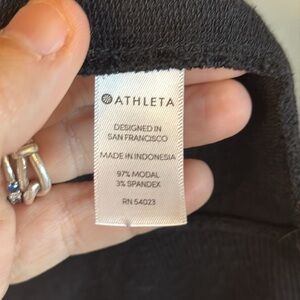 ATHLETA
DESIGNED IN
SAN FRANCISCO
MADE IN INDONESIA
97% MODAL
3% SPANDEX
RN 54023